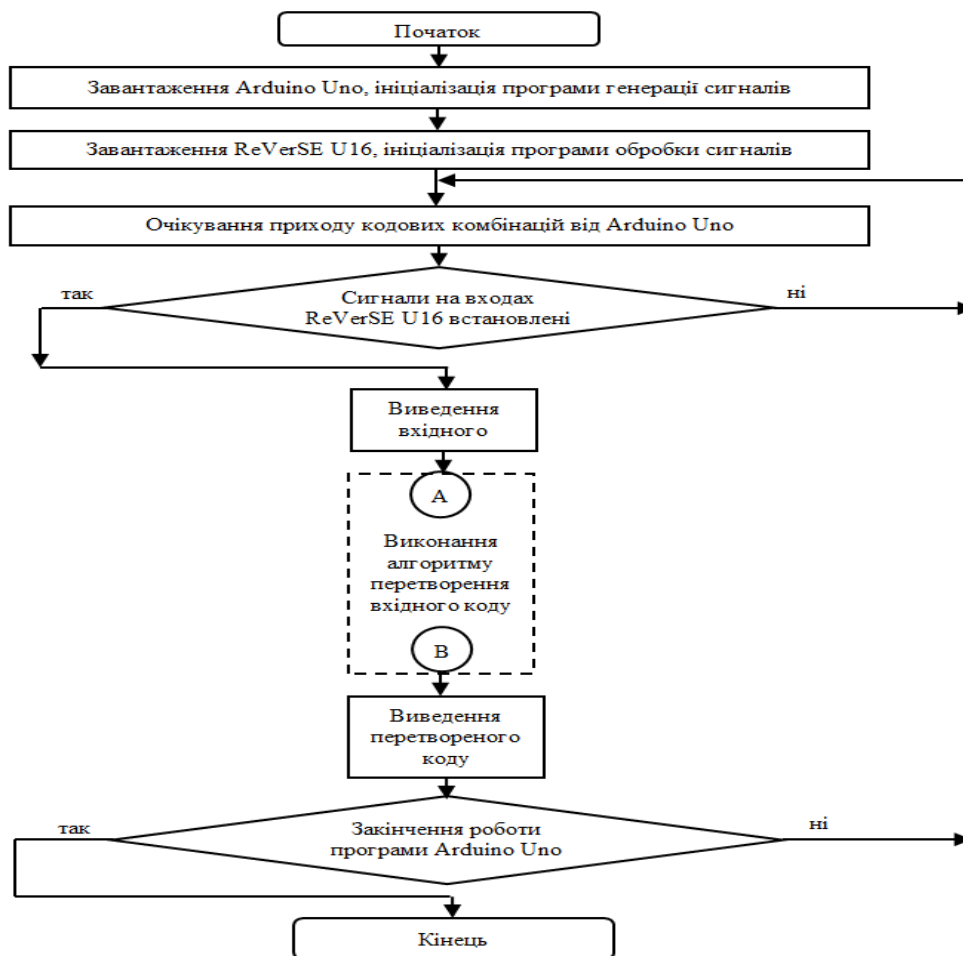 Початок
Завантаження Arduino Uno, ініціалізація програми генерації сигналів
Завантаження ReVerSE U16, ініціалізація програми обробки сигналів
Очікування приходу кодових комбінацій від Arduino Uno
так
Сигнали на входах
ReVerSE U16 встановлені
ні
Виведення
вхідного
A
Виконання
алгоритму
перетворення
вхідного коду
B
Виведення
перетвореного
коду
так
Закінчення роботи
програми Arduino Uno
ні
Кінець